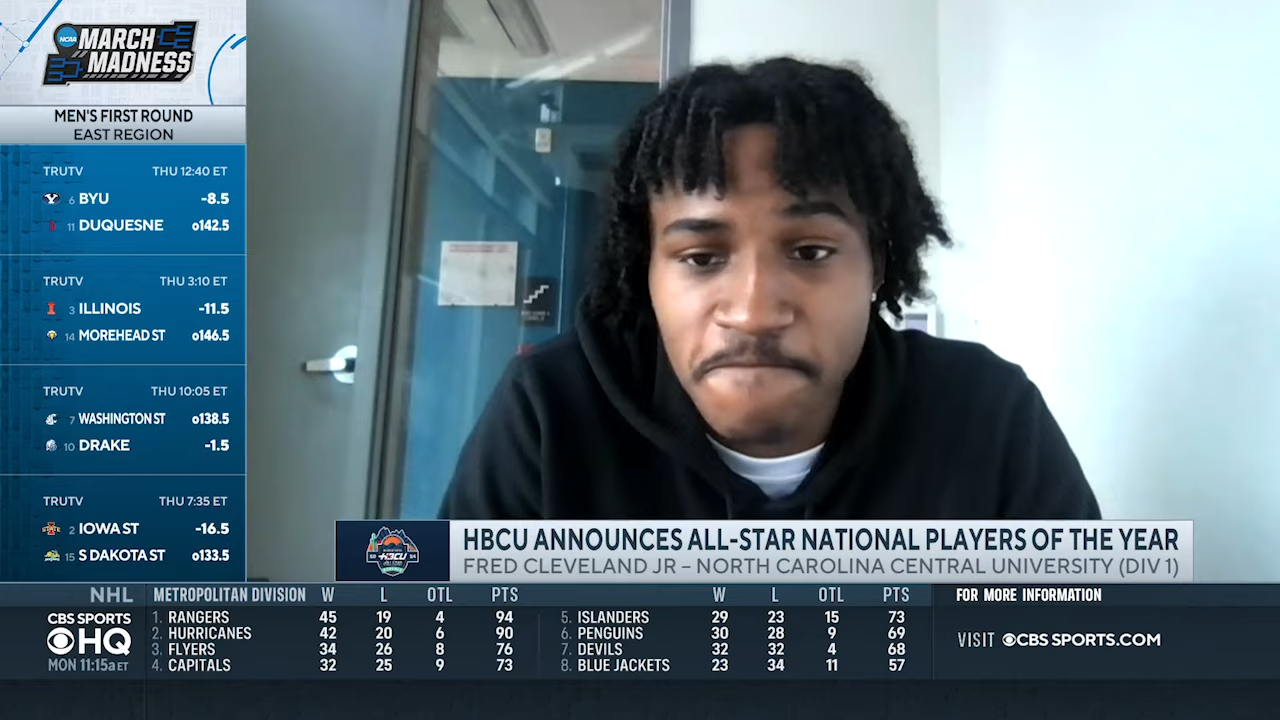 NCAA
MARCH
MADNESS
MEN'S FIRST ROUND
EAST REGION
TRUTV THU 12:40 ET
6 BYU -8.5
11 DUQUESNE o142.5
TRUTV THU 3:10 ET
3 ILLINOIS -11.5
14 MOREHEAD ST o146.5
TRUTV THU 10:05 ET
7 WASHINGTON ST o138.5
10 DRAKE -1.5
TRUTV THU 7:35 ET
2 IOWA ST -16.5
15 S DAKOTA ST o133.5
HBCU
HBCU ANNOUNCES ALL-STAR NATIONAL PLAYERS OF THE YEAR
FRED CLEVELAND JR – NORTH CAROLINA CENTRAL UNIVERSITY (DIV 1)
NHL METROPOLITAN DIVISION W L OTL PTS W L OTL PTS
1. RANGERS 45 19 4 94 5. ISLANDERS 29 23 15 73
2. HURRICANES 42 20 6 90 6. PENGUINS 30 28 9 69
3. FLYERS 34 26 8 76 7. DEVILS 32 32 4 68
4. CAPITALS 32 25 9 73 8. BLUE JACKETS 23 34 11 57
CBS SPORTS
HQ
MON 11:15a ET
FOR MORE INFORMATION
VISIT CBS SPORTS.COM